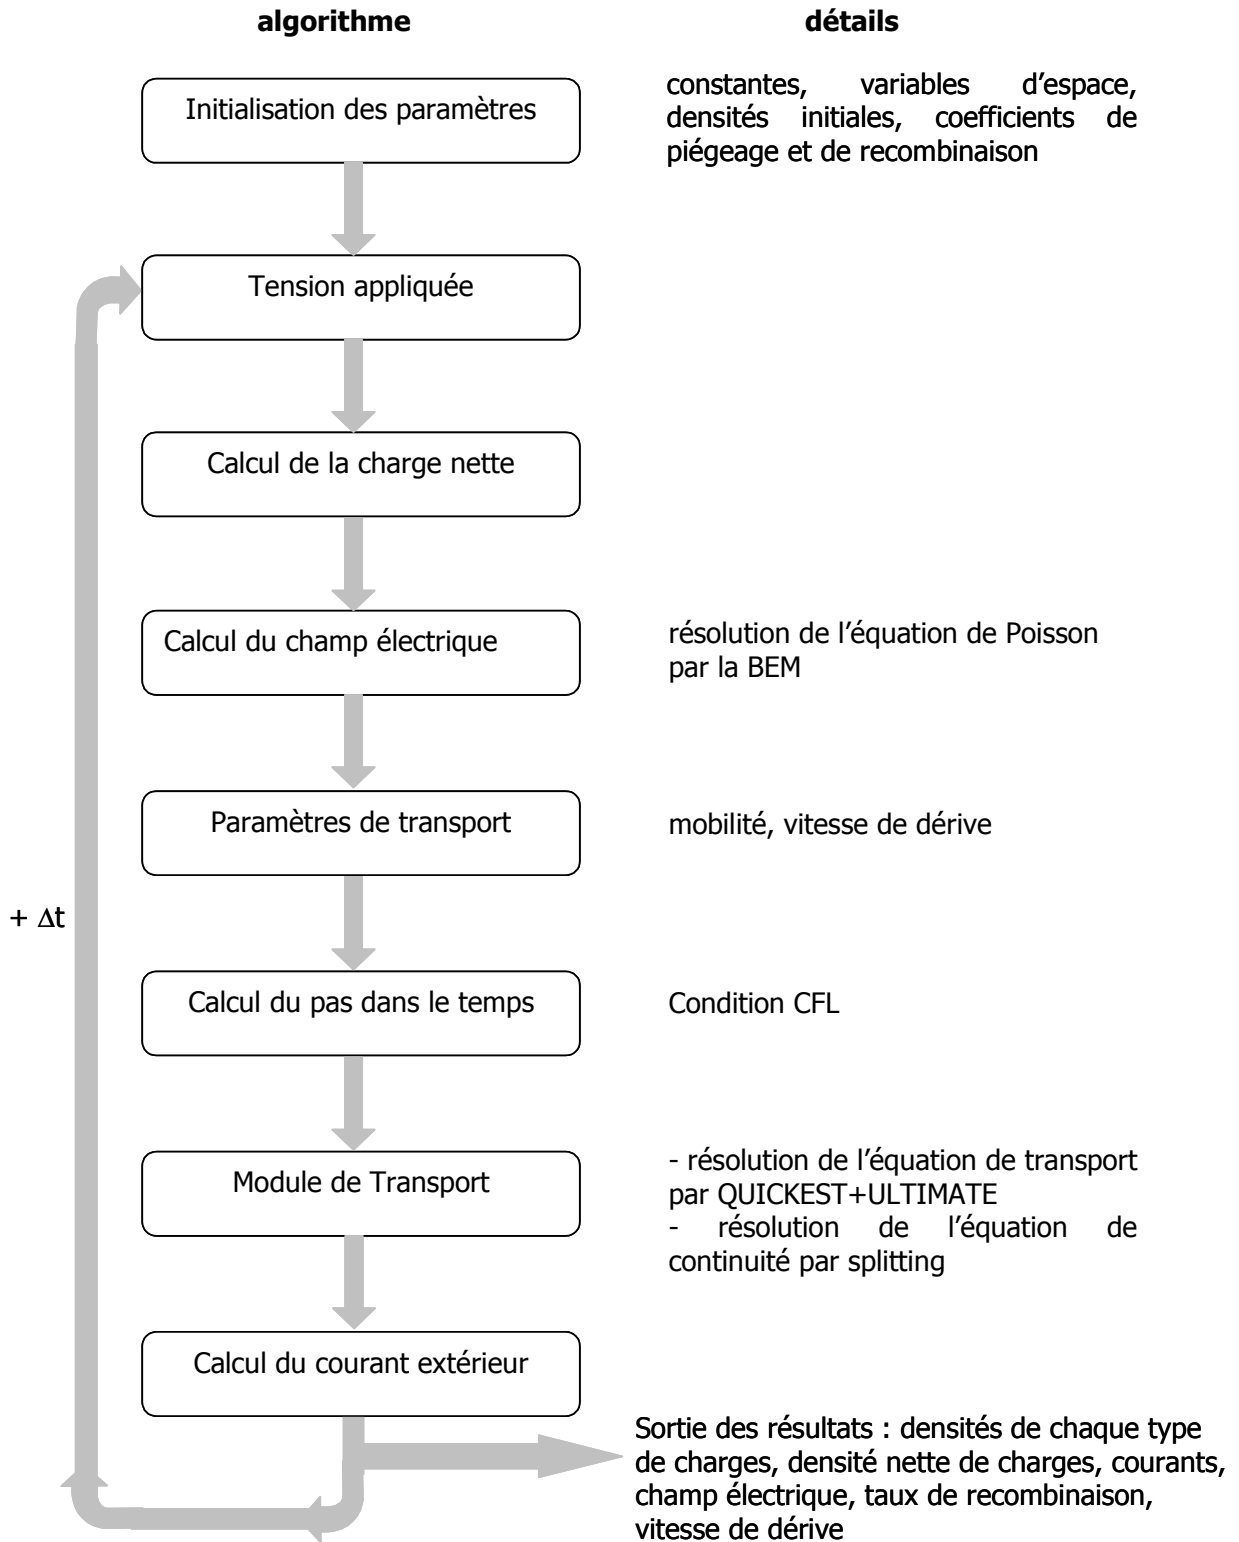 algorithme
détails
Initialisation des paramètres
constantes, variables d’espace,
densités initiales, coefficients de
piégeage et de recombinaison
Tension appliquée
Calcul de la charge nette
Calcul du champ électrique
résolution de l’équation de Poisson
par la BEM
Paramètres de transport
mobilité, vitesse de dérive
+ Δt
Calcul du pas dans le temps
Condition CFL
Module de Transport
- résolution de l’équation de transport
par QUICKEST+ULTIMATE
- résolution de l’équation de
continuité par splitting
Calcul du courant extérieur
Sortie des résultats : densités de chaque type
de charges, densité nette de charges, courants,
champ électrique, taux de recombinaison,
vitesse de dérive